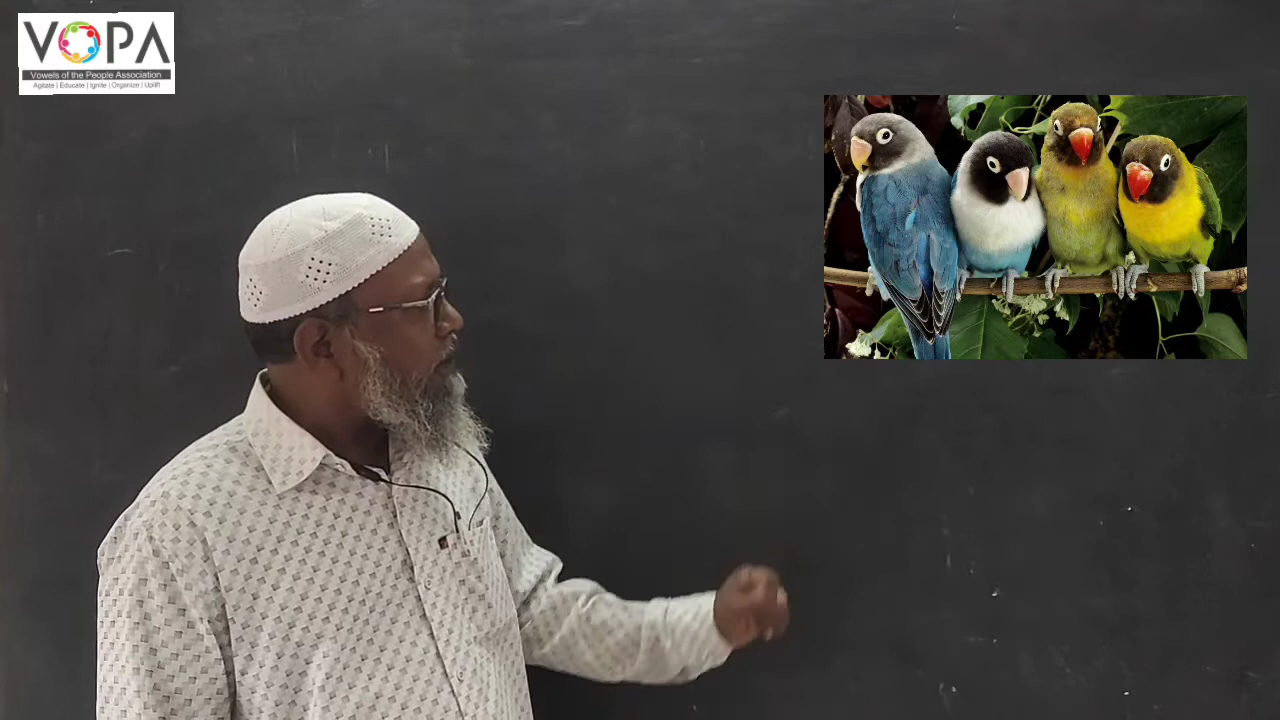 VOPA
Vowels of the People Association
Agitate | Educate | Ignite | Organize | Uplift